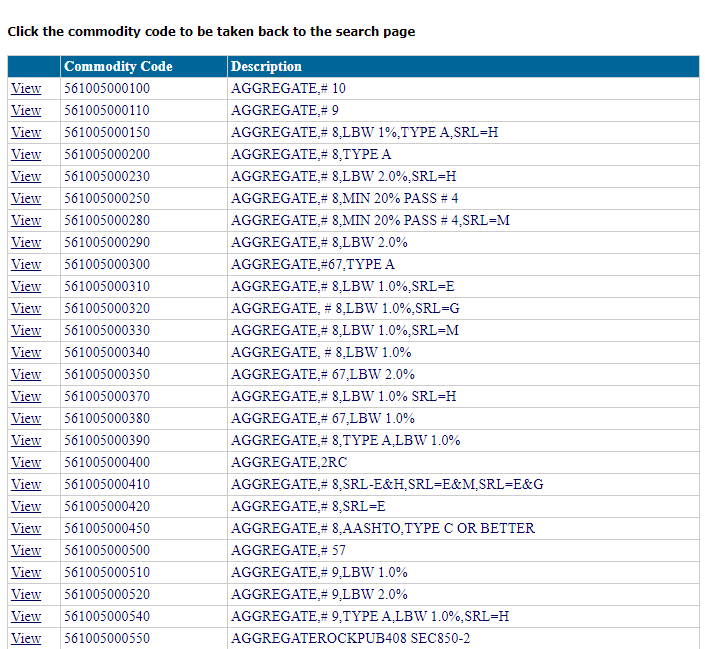 Click the commodity code to be taken back to the search page
Commodity Code Description
View 561005000100 AGGREGATE,# 10
View 561005000110 AGGREGATE,# 9
View 561005000150 AGGREGATE,# 8,LBW 1%,TYPE A,SRL=H
View 561005000200 AGGREGATE,# 8,TYPE A
View 561005000230 AGGREGATE,# 8,LBW 2.0%,SRL=H
View 561005000250 AGGREGATE,# 8,MIN 20% PASS # 4
View 561005000280 AGGREGATE,# 8,MIN 20% PASS # 4,SRL=M
View 561005000290 AGGREGATE,# 8,LBW 2.0%
View 561005000300 AGGREGATE,#67,TYPE A
View 561005000310 AGGREGATE,# 8,LBW 1.0%,SRL=E
View 561005000320 AGGREGATE, # 8,LBW 1.0%,SRL=G
View 561005000330 AGGREGATE,# 8,LBW 1.0%,SRL=M
View 561005000340 AGGREGATE, # 8,LBW 1.0%
View 561005000350 AGGREGATE,# 67,LBW 2.0%
View 561005000370 AGGREGATE,# 8,LBW 1.0% SRL=H
View 561005000380 AGGREGATE,# 67,LBW 1.0%
View 561005000390 AGGREGATE,# 8,TYPE A,LBW 1.0%
View 561005000400 AGGREGATE,2RC
View 561005000410 AGGREGATE,# 8,SRL-E&H,SRL=E&M,SRL=E&G
View 561005000420 AGGREGATE,# 8,SRL=E
View 561005000450 AGGREGATE,# 8,AASHTO,TYPE C OR BETTER
View 561005000500 AGGREGATE,# 57
View 561005000510 AGGREGATE,# 9,LBW 1.0%
View 561005000520 AGGREGATE,# 9,LBW 2.0%
View 561005000540 AGGREGATE,# 9,TYPE A,LBW 1.0%,SRL=H
View 561005000550 AGGREGATEROCKPUB408 SEC850-2